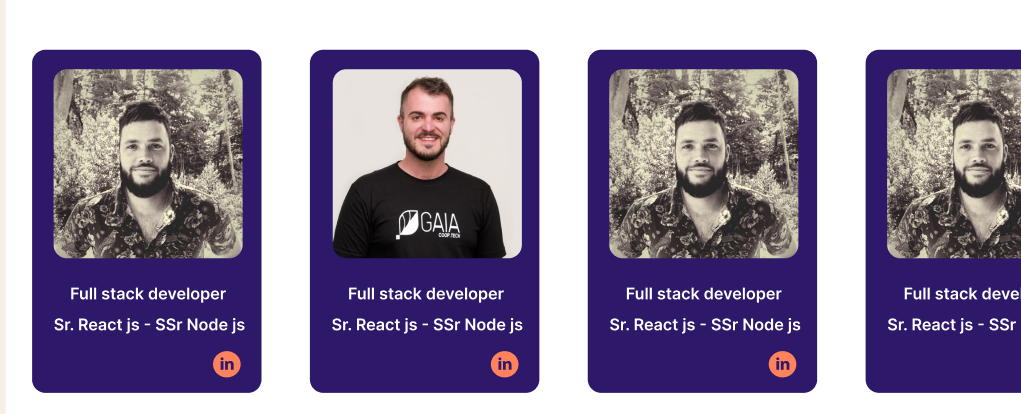 GAIA
COOP.TECH
Full stack developer
Sr. React js - SSr Node js
in
Full stack developer
Sr. React js - SSr Node js
in
Full stack developer
Sr. React js - SSr Node js
in
Full stack deve
Sr. React js - SSr